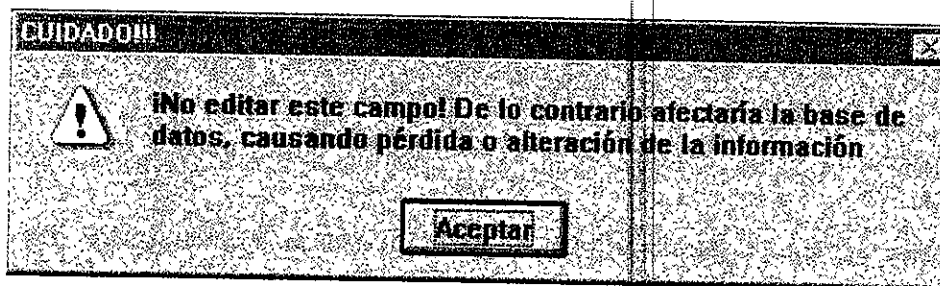 CUIDADO!!!
¡No editar este campo! De lo contrario afectaría la base de
datos, causando pérdida o alteración de la información
Aceptar